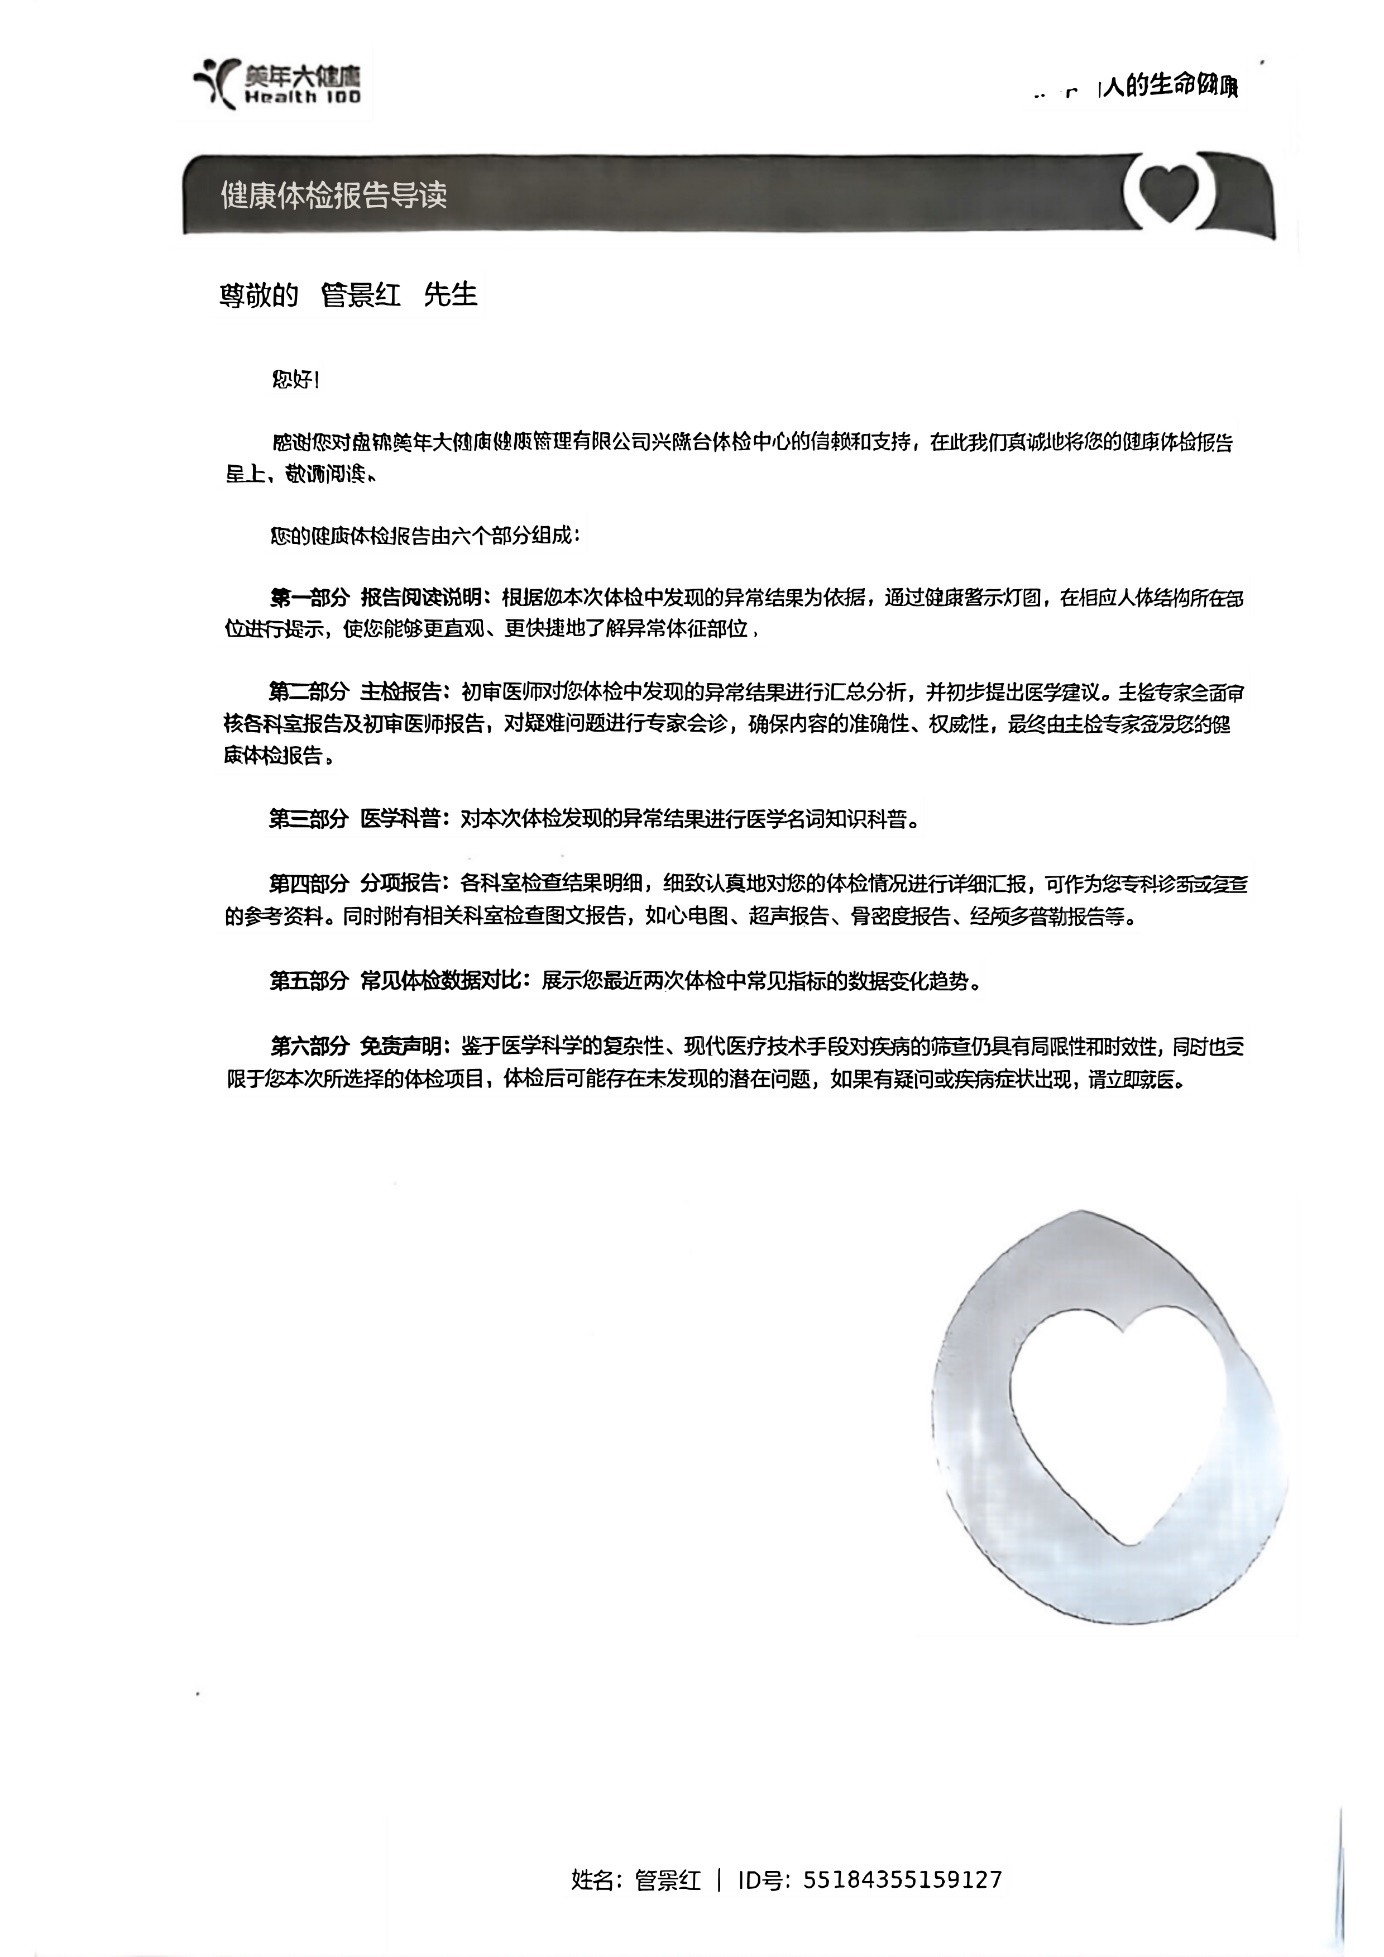 美年大健康
Health 100
人的生命健康
健康体检报告导读
尊敬的 管景红 先生
您好！
感谢您对盘锦美年大健康健康管理有限公司兴隆台体检中心的信赖和支持，在此我们真诚地将您的健康体检报告
呈上，敬请阅读。
您的健康体检报告由六个部分组成：
第一部分 报告阅读说明：根据您本次体检中发现的异常结果为依据，通过健康警示灯图，在相应人体结构所在部
位进行提示，使您能够更直观、更快捷地了解异常体征部位，
第二部分 主检报告：初审医师对您体检中发现的异常结果进行汇总分析，并初步提出医学建议。主检专家全面审
核各科室报告及初审医师报告，对疑难问题进行专家会诊，确保内容的准确性、权威性，最终由主检专家签发您的健
康体检报告。
第三部分 医学科普：对本次体检发现的异常结果进行医学名词知识科普。
第四部分 分项报告：各科室检查结果明细，细致认真地对您的体检情况进行详细汇报，可作为您专科诊断或复查
的参考资料。同时附有相关科室检查图文报告，如心电图、超声报告、骨密度报告、经颅多普勒报告等。
第五部分 常见体检数据对比：展示您最近两次体检中常见指标的数据变化趋势。
第六部分 免责声明：鉴于医学科学的复杂性、现代医疗技术手段对疾病的筛查仍具有局限性和时效性，同时也受
限于您本次所选择的体检项目，体检后可能存在未发现的潜在问题，如果有疑问或疾病症状出现，请立即就医。
姓名：管景红 | ID号：55184355159127